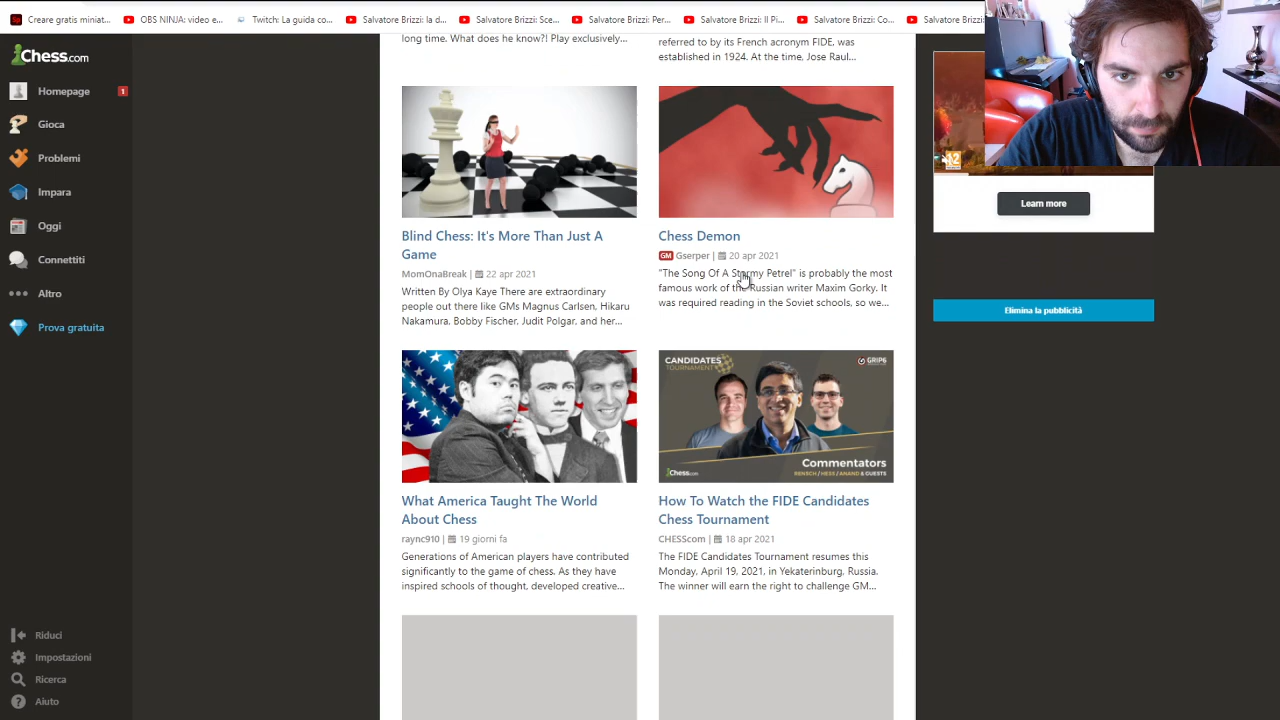 Creare gratis miniat...
OBS NINJA: video e...
Twitch: La guida co...
Salvatore Brizzi: la d...
Salvatore Brizzi: Sce...
Salvatore Brizzi: Per...
Salvatore Brizzi: Il Pi...
Salvatore Brizzi: Co...
Salvatore Brizzi:
Chess.com
Homepage 1
Gioca
Problemi
Impara
Oggi
Connettiti
Altro
Prova gratuita
Riduci
Impostazioni
Ricerca
Aiuto
long time. What does he know?! Play exclusively...
referred to by its French acronym FIDE, was
established in 1924. At the time, Jose Raul...
Blind Chess: It's More Than Just A
Game
MomOnaBreak | 22 apr 2021
Written By Olya Kaye There are extraordinary
people out there like GMs Magnus Carlsen, Hikaru
Nakamura, Bobby Fischer, Judit Polgar, and her...
Chess Demon
GM Gserper | 20 apr 2021
"The Song Of A Stormy Petrel" is probably the most
famous work of the Russian writer Maxim Gorky. It
was required reading in the Soviet schools, so we...
What America Taught The World
About Chess
raync910 | 19 giorni fa
Generations of American players have contributed
significantly to the game of chess. As they have
inspired schools of thought, developed creative...
CANDIDATES
TOURNAMENT
GRIP6
Commentators
RENSCH / HESS / ANAND & GUESTS
Chess.com
How To Watch the FIDE Candidates
Chess Tournament
CHESScom | 18 apr 2021
The FIDE Candidates Tournament resumes this
Monday, April 19, 2021, in Yekaterinburg, Russia.
The winner will earn the right to challenge GM...
12
Learn more
Elimina la pubblicità